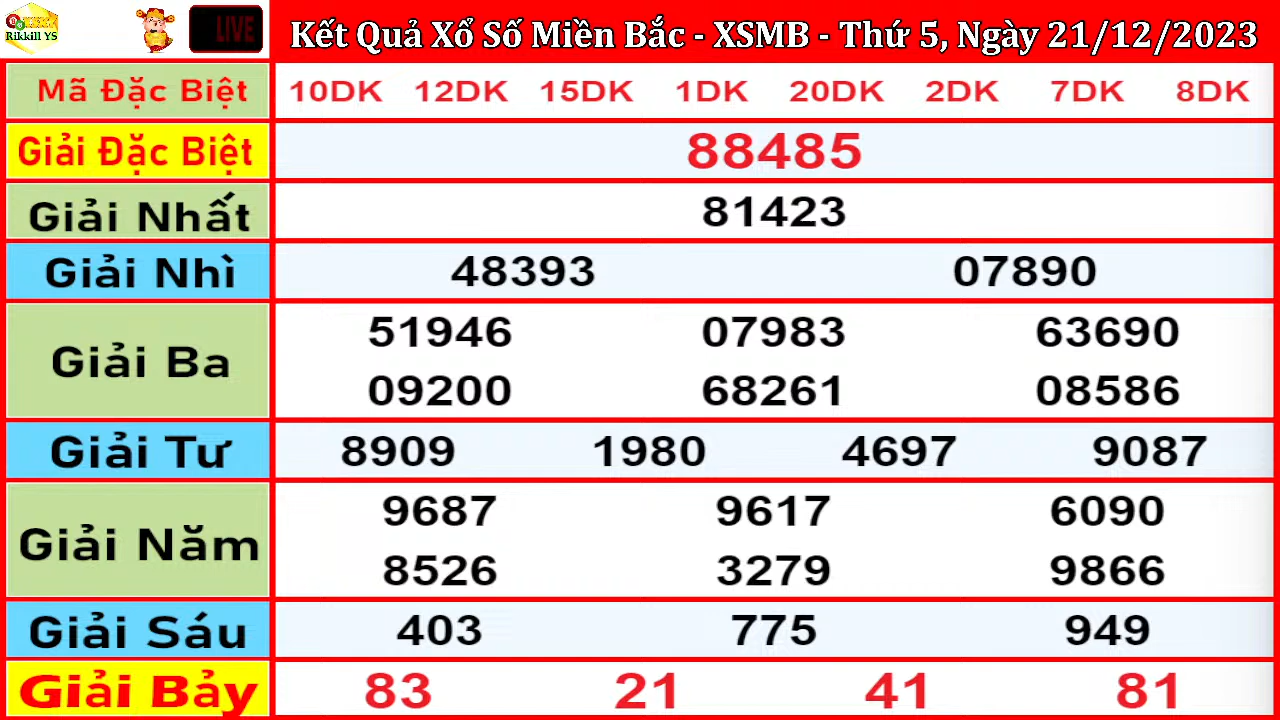 Rikkill YS
LIVE
Kết Quả Xổ Số Miền Bắc - XSMB - Thứ 5, Ngày 21/12/2023
Mã Đặc Biệt 10DK 12DK 15DK 1DK 20DK 2DK 7DK 8DK
Giải Đặc Biệt 88485
Giải Nhất 81423
Giải Nhì 48393 07890
Giải Ba 51946 07983 63690
09200 68261 08586
Giải Tư 8909 1980 4697 9087
Giải Năm 9687 9617 6090
8526 3279 9866
Giải Sáu 403 775 949
Giải Bảy 83 21 41 81